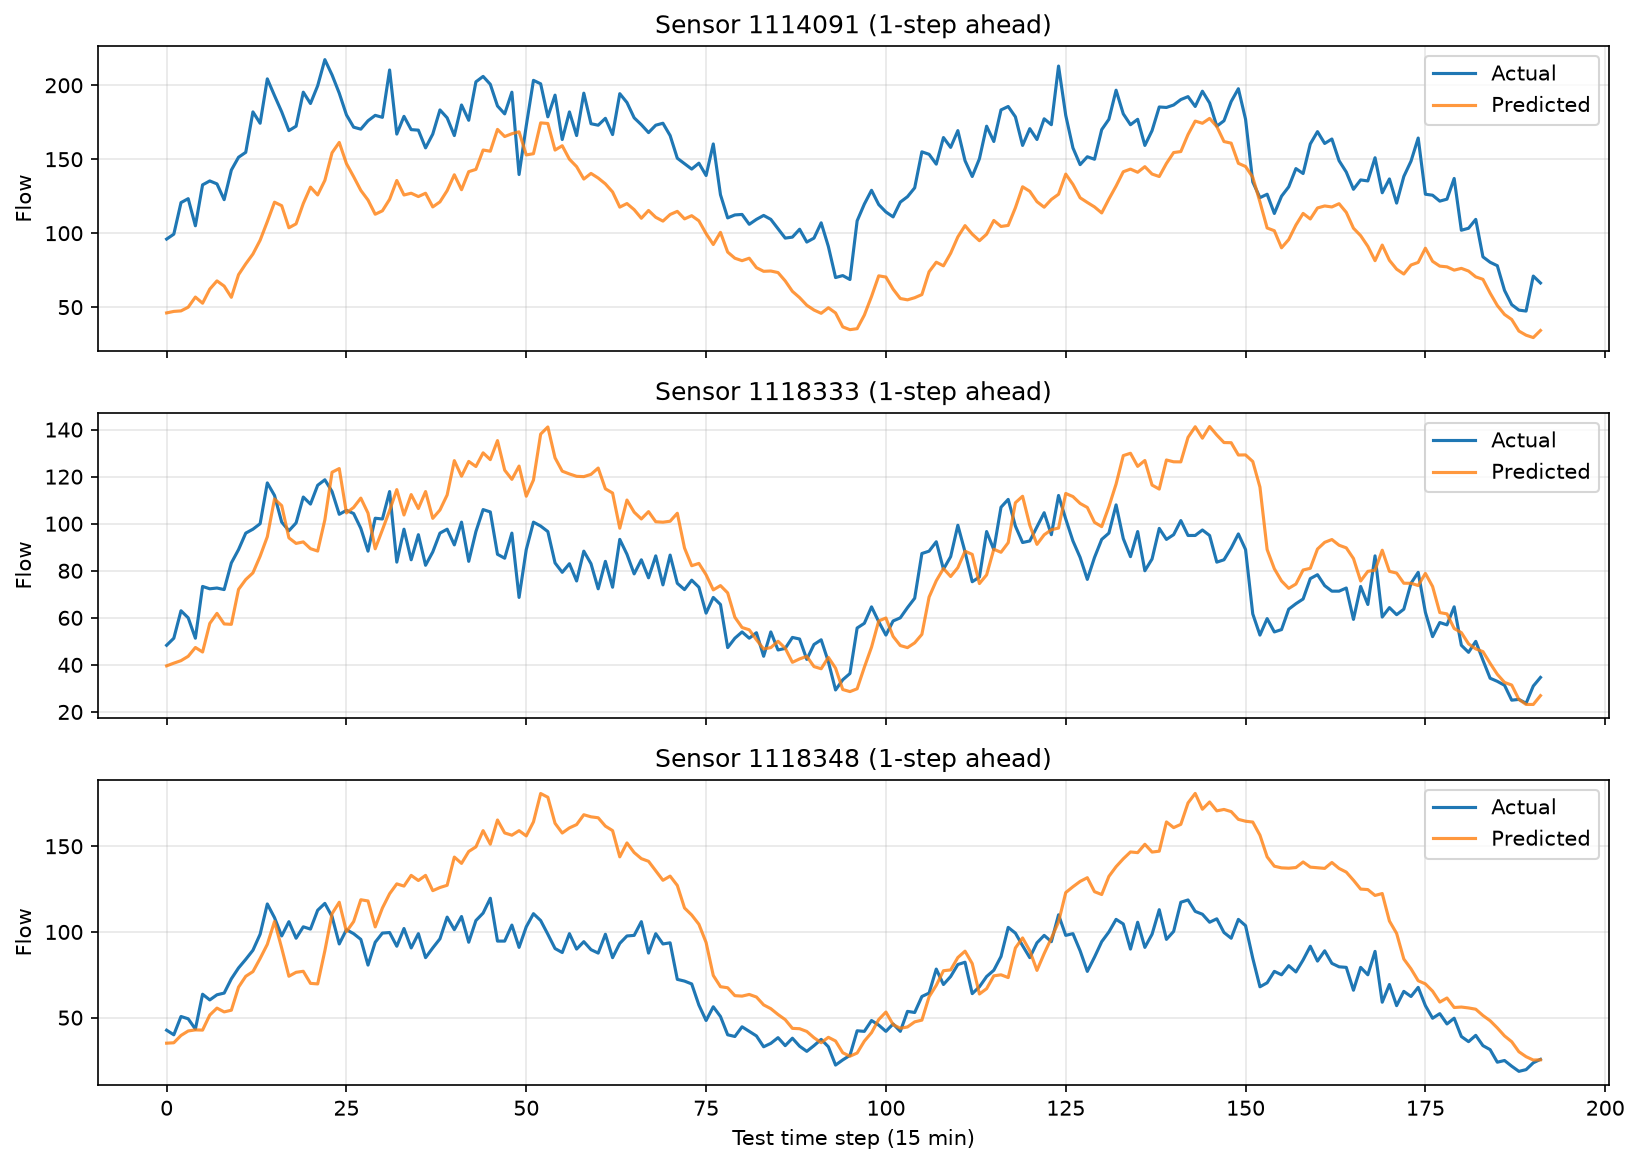 Sensor 1114091 (1-step ahead)
Flow
200
150
100
50
Actual
Predicted
Sensor 1118333 (1-step ahead)
Flow
140
120
100
80
60
40
20
Actual
Predicted
Sensor 1118348 (1-step ahead)
Flow
150
100
50
Actual
Predicted
0 25 50 75 100 125 150 175 200
Test time step (15 min)